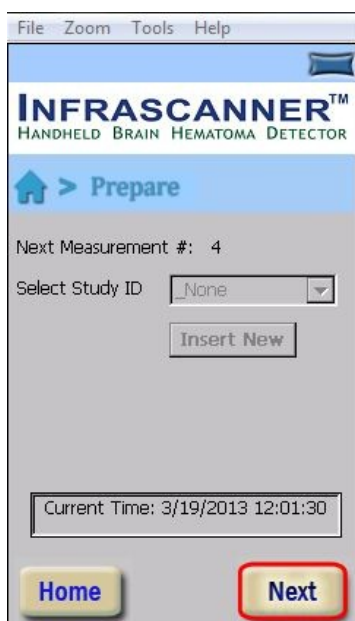 File Zoom Tools Help
INFRASCANNER™
HANDHELD BRAIN HEMATOMA DETECTOR
> Prepare
Next Measurement #: 4
Select Study ID _None
Insert New
Current Time: 3/19/2013 12:01:30
Home Next